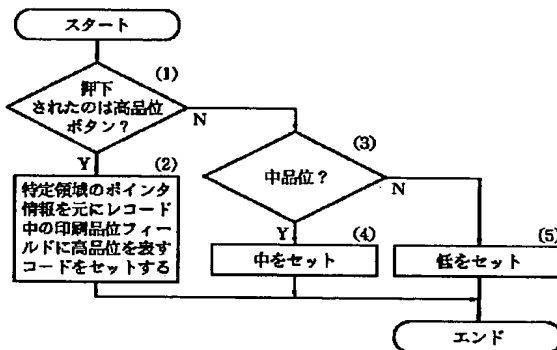 スタート
(1)
押下
されたのは高品位
ボタン?
N
Y
(2)
特定領域のポインタ
情報を元にレコード
中の印刷品位フィー
ルドに高品位を表す
コードをセットする
(3)
中品位?
N
Y
(4)
中をセット
(5)
低をセット
エンド